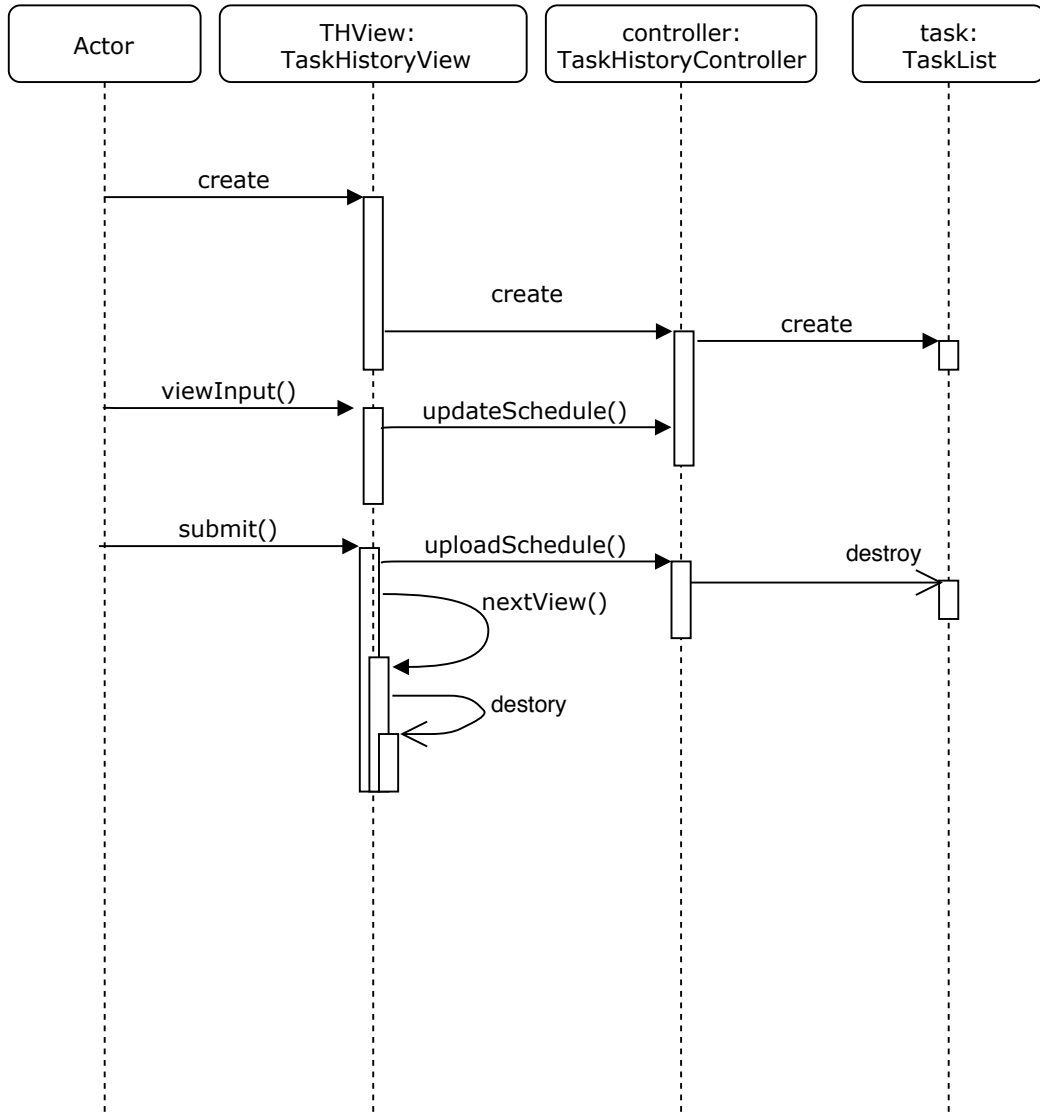 Actor
THView:
TaskHistoryView
controller:
TaskHistoryController
task:
TaskList
create
create
create
viewInput()
updateSchedule()
submit()
uploadSchedule()
destroy
nextView()
destory